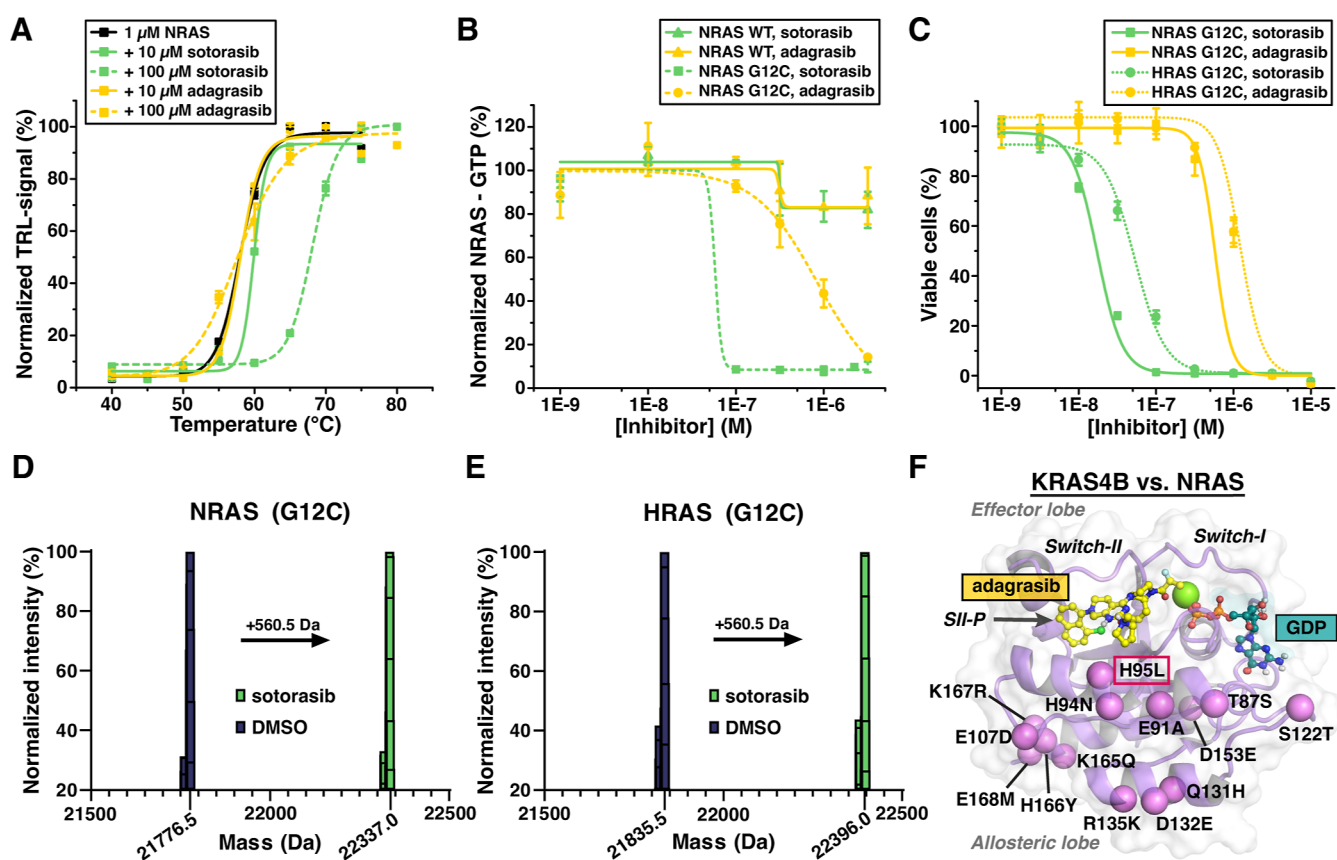 A
1 µM NRAS
+ 10 µM sotorasib
+ 100 µM sotorasib
+ 10 µM adagrasib
+ 100 µM adagrasib
Normalized TRL-signal (%)
100
80
60
40
20
0
40
50
60
70
80
Temperature (°C)
B
NRAS WT, sotorasib
NRAS WT, adagrasib
NRAS G12C, sotorasib
NRAS G12C, adagrasib
Normalized NRAS - GTP (%)
120
100
80
60
40
20
0
1E-9
1E-8
1E-7
1E-6
[Inhibitor] (M)
C
NRAS G12C, sotorasib
NRAS G12C, adagrasib
HRAS G12C, sotorasib
HRAS G12C, adagrasib
Viable cells (%)
100
80
60
40
20
0
1E-9
1E-8
1E-7
1E-6
1E-5
[Inhibitor] (M)
D
NRAS (G12C)
Normalized intensity (%)
100
80
60
40
20
+560.5 Da
sotorasib
DMSO
21500
22000
22500
21776.5
22337.0
Mass (Da)
E
HRAS (G12C)
Normalized intensity (%)
100
80
60
40
20
+560.5 Da
sotorasib
DMSO
21500
22000
22500
21835.5
22396.0
Mass (Da)
F
KRAS4B vs. NRAS
Effector lobe
Switch-II
Switch-I
adagrasib
SII-P
GDP
H95L
K167R
H94N
T87S
E91A
S122T
E107D
D153E
K165Q
E168M
H166Y
Q131H
R135K
D132E
Allosteric lobe